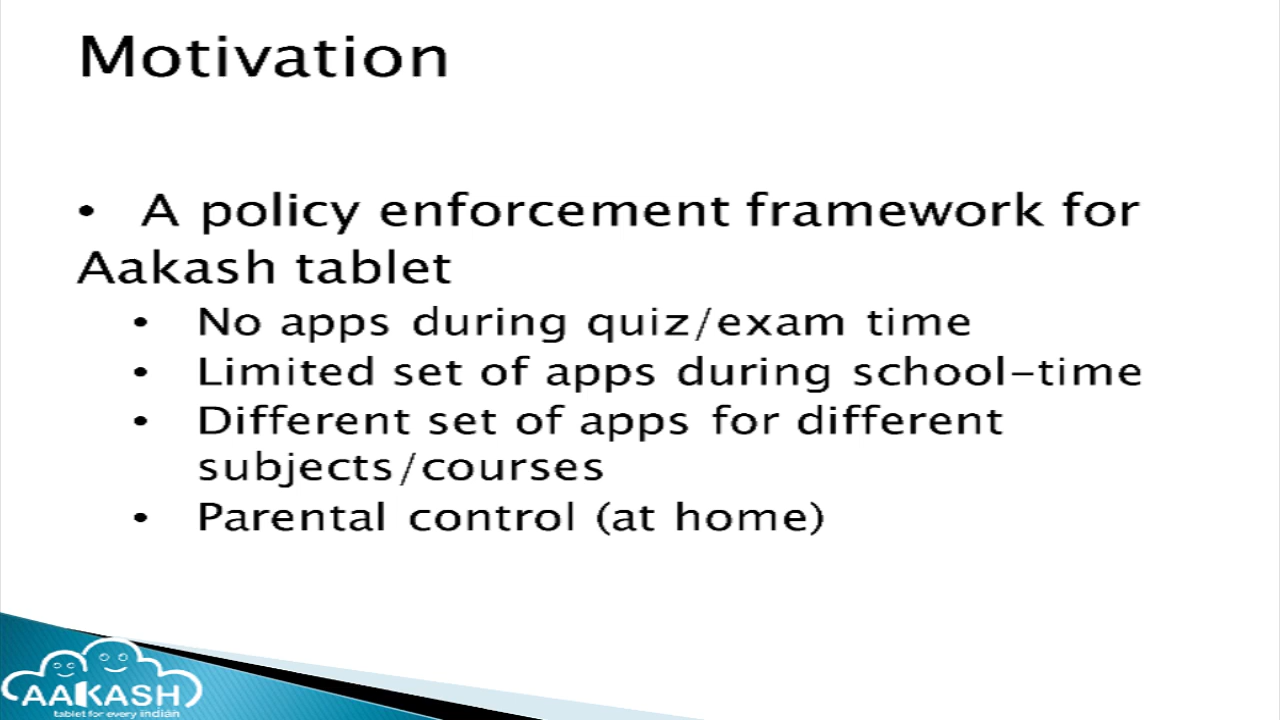 Motivation
• A policy enforcement framework for
Aakash tablet
• No apps during quiz/exam time
• Limited set of apps during school-time
• Different set of apps for different
subjects/courses
• Parental control (at home)
AAKASH
tablet for every indian